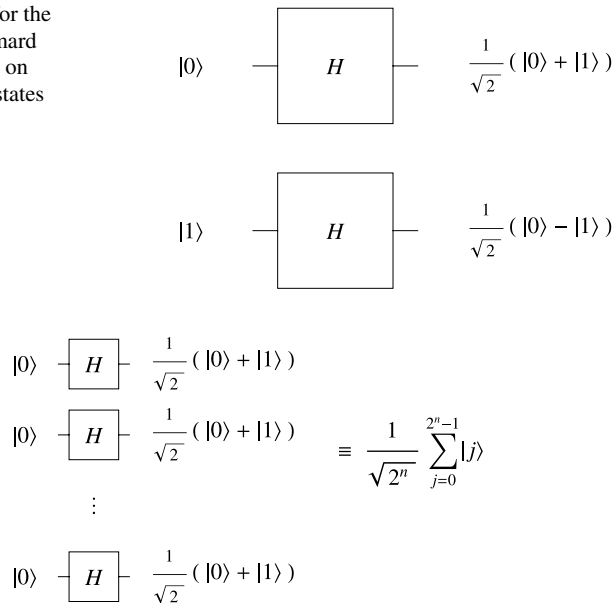 or the
nard
on
states
|0⟩ H 1/√2 ( |0⟩ + |1⟩ )
|1⟩ H 1/√2 ( |0⟩ − |1⟩ )
|0⟩ H 1/√2 ( |0⟩ + |1⟩ )
|0⟩ H 1/√2 ( |0⟩ + |1⟩ )
≡ 1/√2ⁿ ∑_{j=0}^{2ⁿ−1} |j⟩
⋮
|0⟩ H 1/√2 ( |0⟩ + |1⟩ )